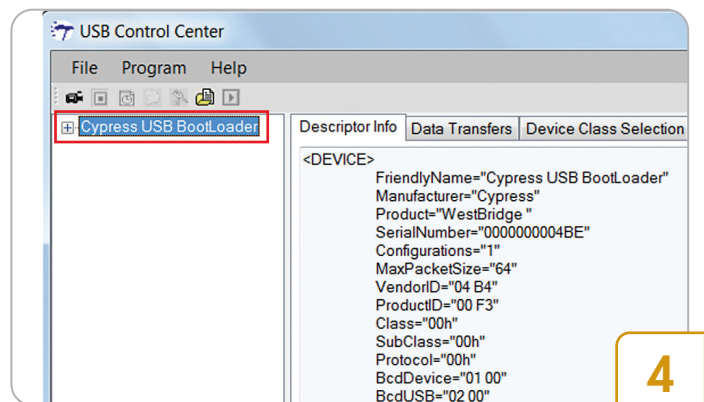 USB Control Center
File Program Help
Cypress USB BootLoader
Descriptor Info Data Transfers Device Class Selection
<DEVICE>
FriendlyName="Cypress USB BootLoader"
Manufacturer="Cypress"
Product="WestBridge "
SerialNumber="0000000004BE"
Configurations="1"
MaxPacketSize="64"
VendorID="04 B4"
ProductID="00 F3"
Class="00h"
SubClass="00h"
Protocol="00h"
BcdDevice="01 00"
BcdUSB="02 00"
4